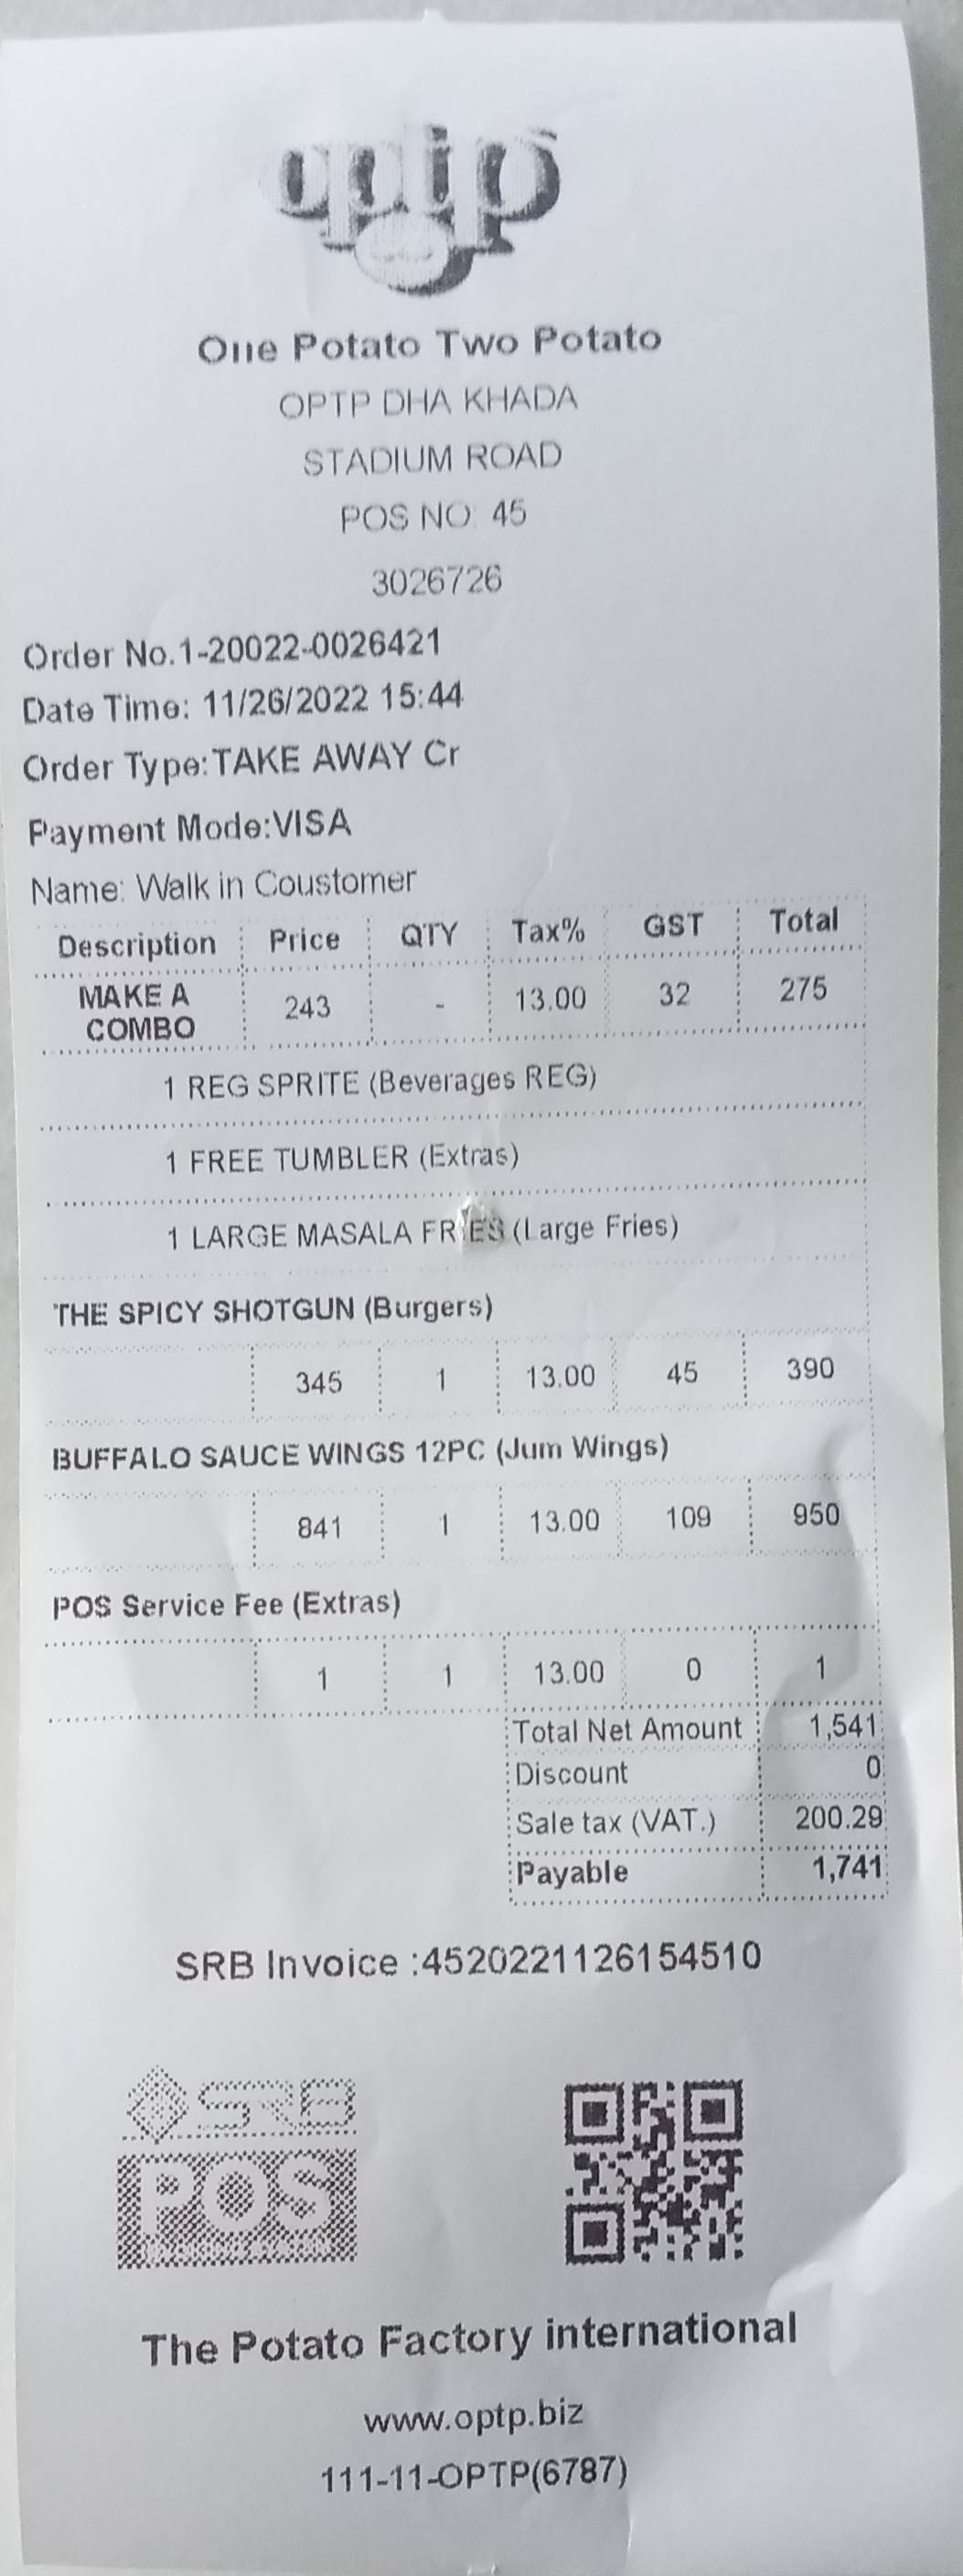 optp
One Potato Two Potato
OPTP DHA KHADA
STADIUM ROAD
POS NO: 45
3026726
Order No.1-20022-0026421
Date Time: 11/26/2022 15:44
Order Type:TAKE AWAY Cr
Payment Mode:VISA
Name: Walk in Coustomer
Description Price QTY Tax% GST Total
MAKE A COMBO 243 - 13.00 32 275
1 REG SPRITE (Beverages REG)
1 FREE TUMBLER (Extras)
1 LARGE MASALA FRIES (Large Fries)
THE SPICY SHOTGUN (Burgers)
345 1 13.00 45 390
BUFFALO SAUCE WINGS 12PC (Jum Wings)
841 1 13.00 109 950
POS Service Fee (Extras)
1 1 13.00 0 1
Total Net Amount 1,541
Discount 0
Sale tax (VAT.) 200.29
Payable 1,741
SRB Invoice :4520221126154510
SRB
POS
The Potato Factory international
www.optp.biz
111-11-OPTP(6787)